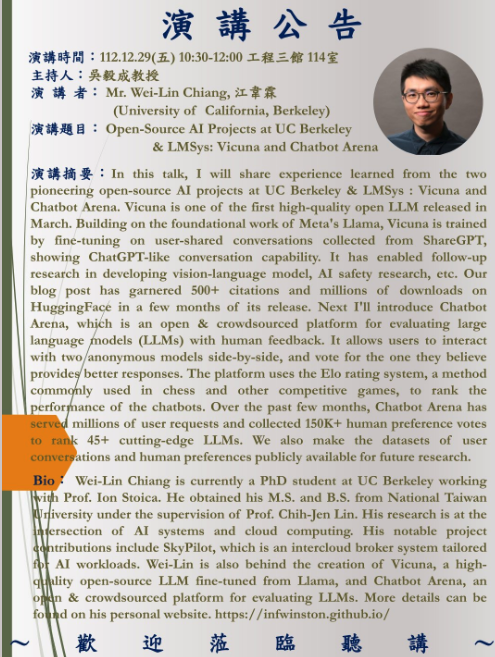 演 講 公 告
演講時間：112.12.29(五) 10:30-12:00 工程三館 114室
主持人：吳毅成教授
演 講 者： Mr. Wei-Lin Chiang, 江韋霖
(University of California, Berkeley)
演講題目： Open-Source AI Projects at UC Berkeley
& LMSys: Vicuna and Chatbot Arena
演講摘要：In this talk, I will share experience learned from the two
pioneering open-source AI projects at UC Berkeley & LMSys : Vicuna and
Chatbot Arena. Vicuna is one of the first high-quality open LLM released in
March. Building on the foundational work of Meta's Llama, Vicuna is trained
by fine-tuning on user-shared conversations collected from ShareGPT,
showing ChatGPT-like conversation capability. It has enabled follow-up
research in developing vision-language model, AI safety research, etc. Our
blog post has garnered 500+ citations and millions of downloads on
HuggingFace in a few months of its release. Next I'll introduce Chatbot
Arena, which is an open & crowdsourced platform for evaluating large
language models (LLMs) with human feedback. It allows users to interact
with two anonymous models side-by-side, and vote for the one they believe
provides better responses. The platform uses the Elo rating system, a method
commonly used in chess and other competitive games, to rank the
performance of the chatbots. Over the past few months, Chatbot Arena has
served millions of user requests and collected 150K+ human preference votes
to rank 45+ cutting-edge LLMs. We also make the datasets of user
conversations and human preferences publicly available for future research.
Bio： Wei-Lin Chiang is currently a PhD student at UC Berkeley working
with Prof. Ion Stoica. He obtained his M.S. and B.S. from National Taiwan
University under the supervision of Prof. Chih-Jen Lin. His research is at the
intersection of AI systems and cloud computing. His notable project
contributions include SkyPilot, which is an intercloud broker system tailored
for AI workloads. Wei-Lin is also behind the creation of Vicuna, a high-
quality open-source LLM fine-tuned from Llama, and Chatbot Arena, an
open & crowdsourced platform for evaluating LLMs. More details can be
found on his personal website. https://infwinston.github.io/
～ 歡 迎 蒞 臨 聽 講 ～